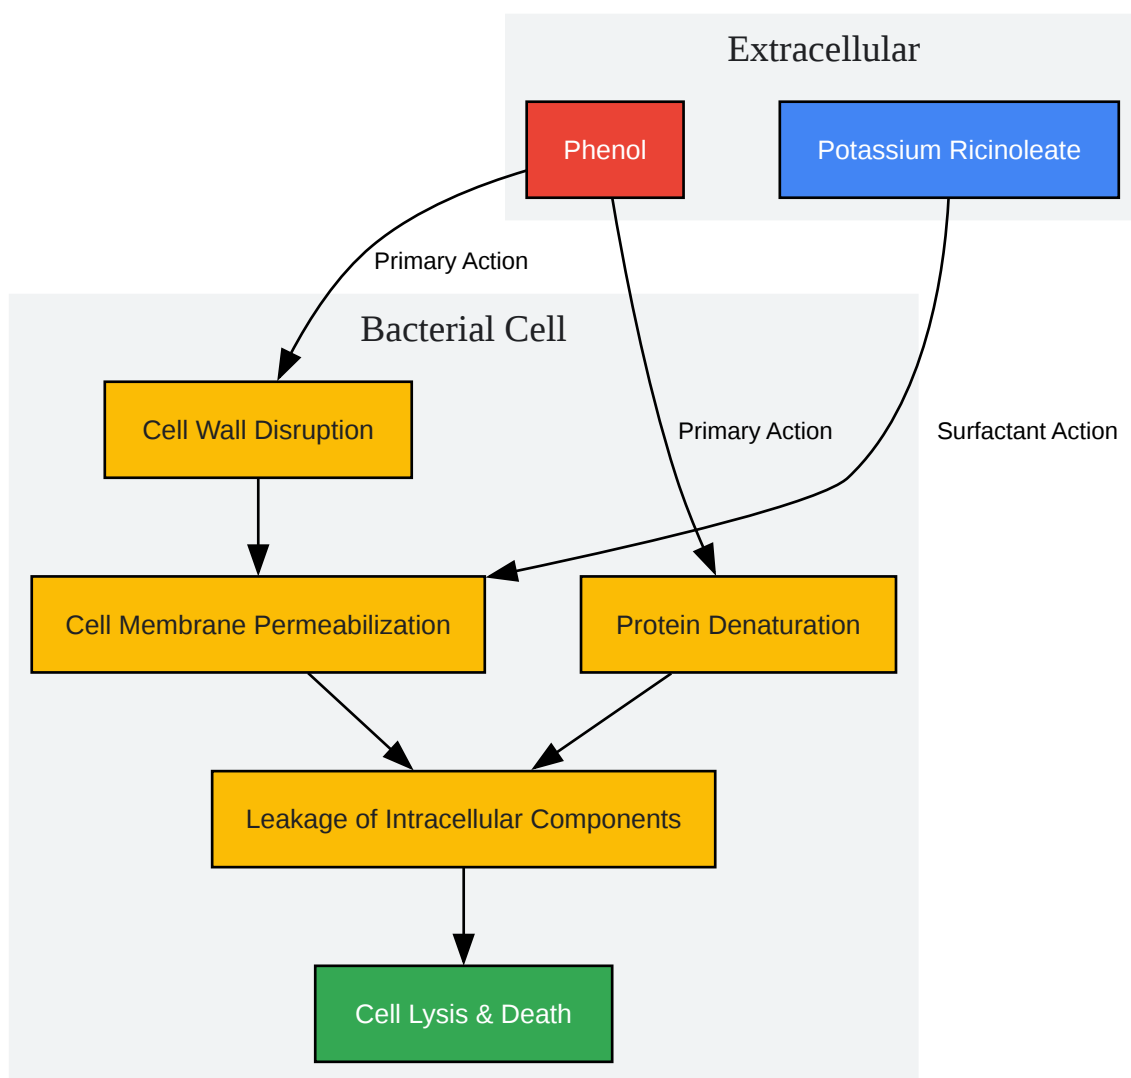 Extracellular
Phenol
Potassium Ricinoleate
Primary Action
Bacterial Cell
Cell Wall Disruption
Primary Action
Surfactant Action
Cell Membrane Permeabilization
Protein Denaturation
Leakage of Intracellular Components
Cell Lysis & Death